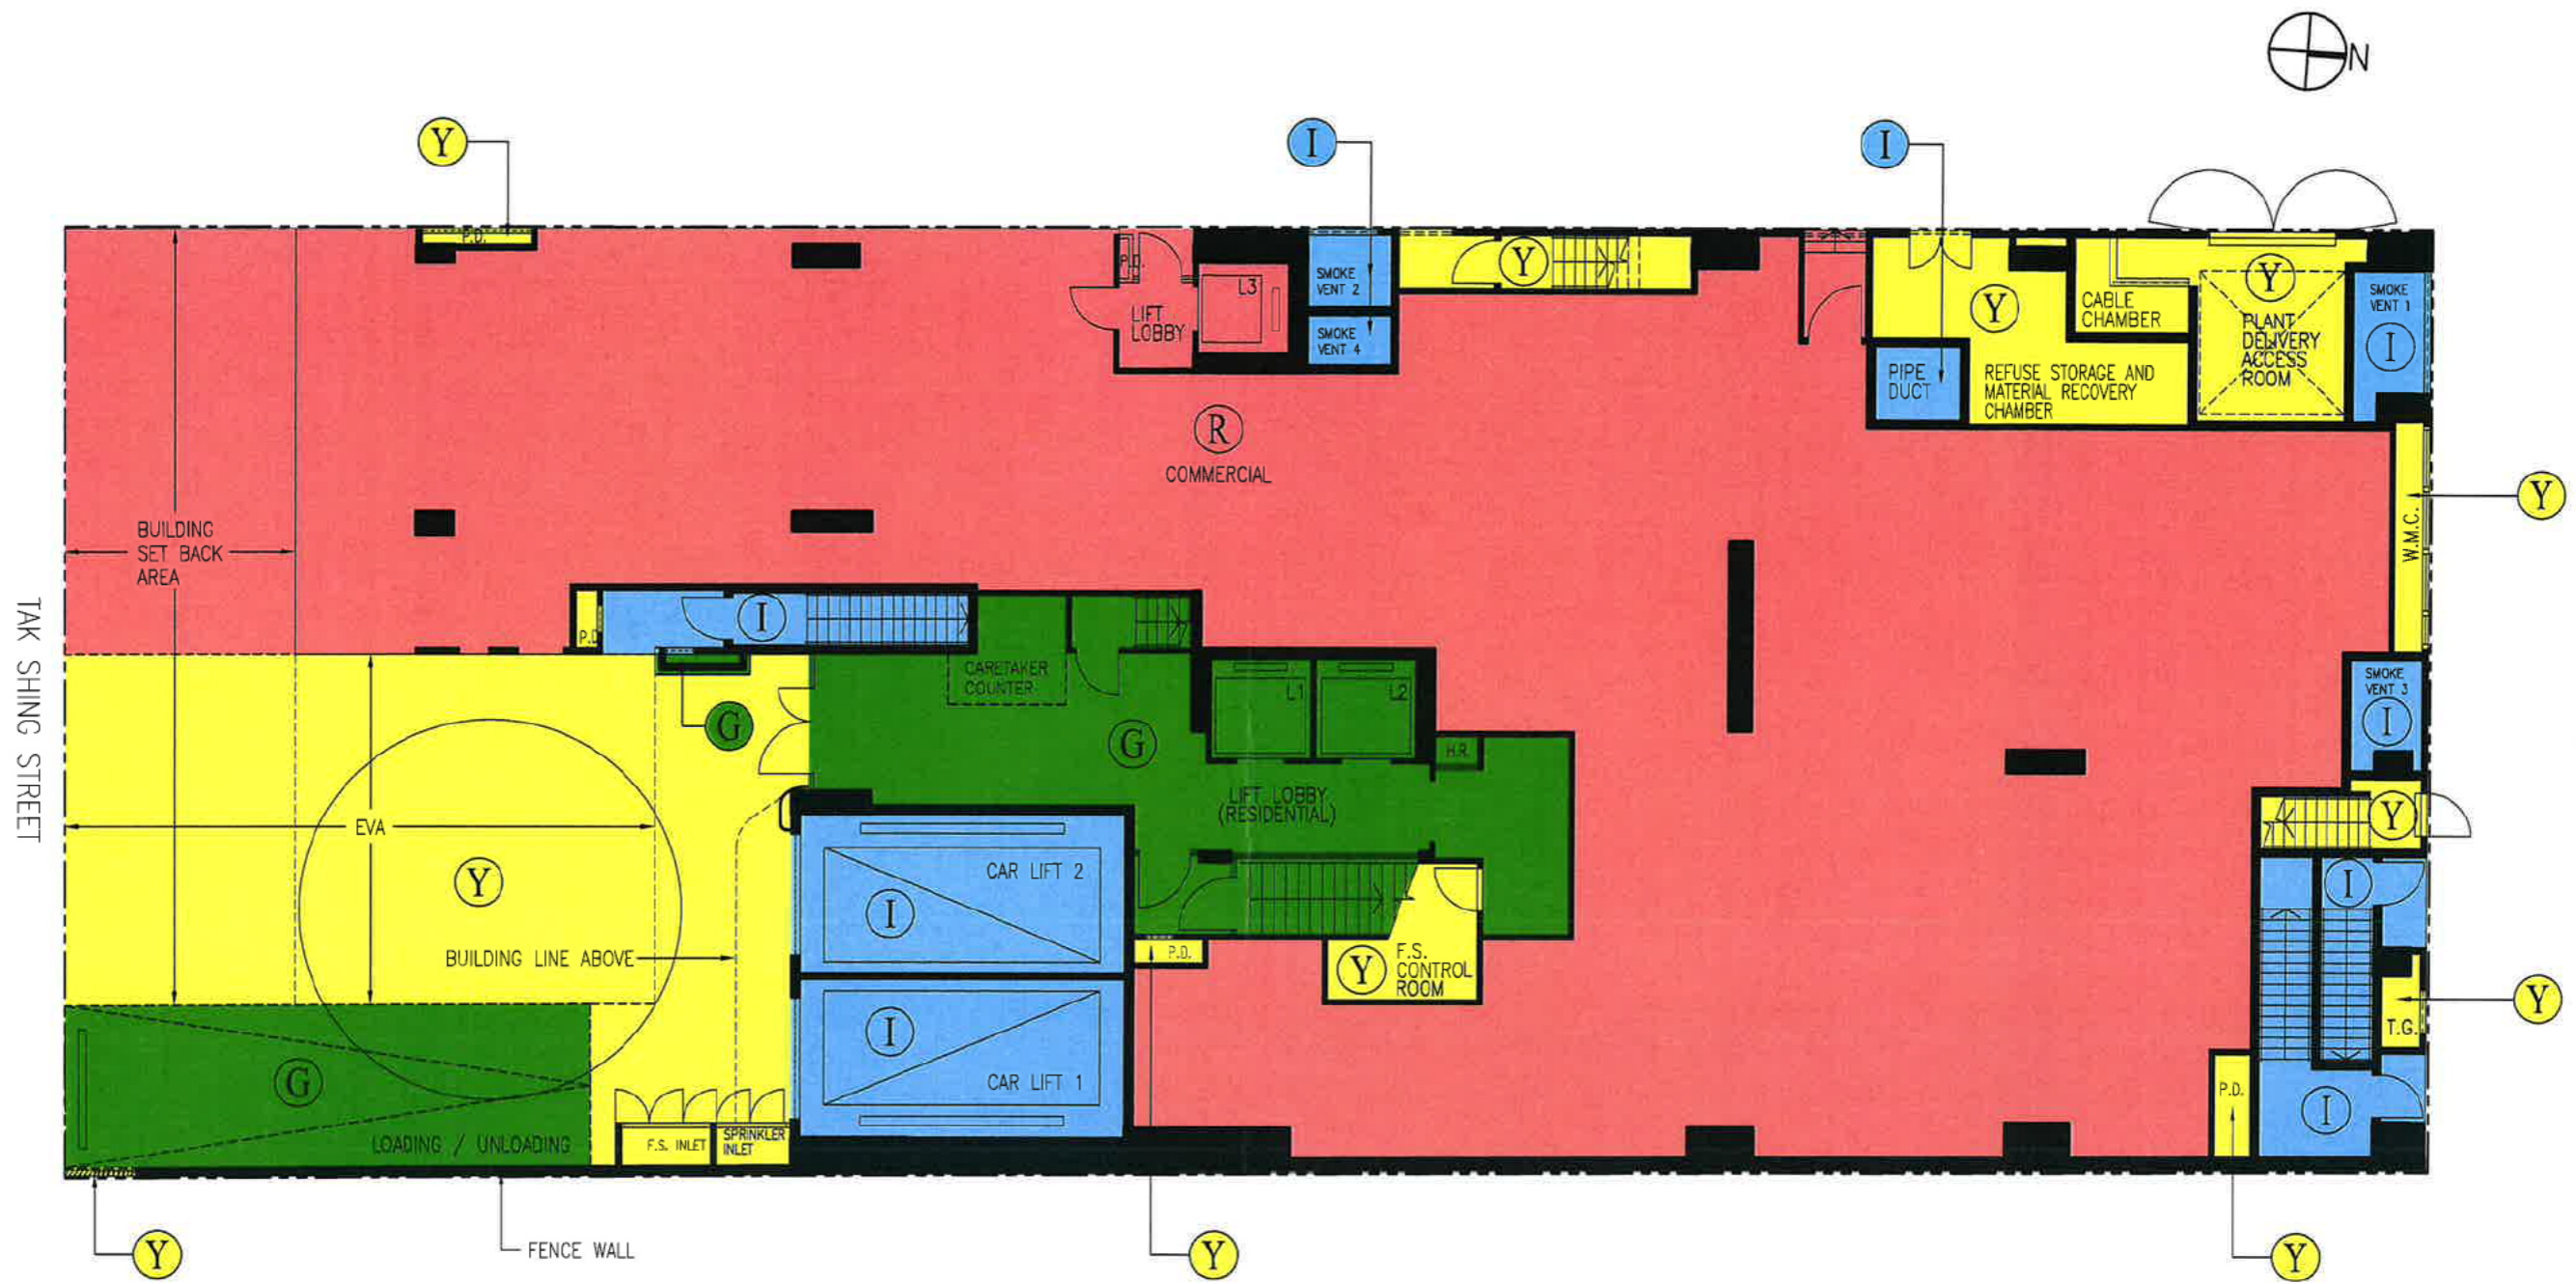 N
Y
I
I
P.D.
P.D.
L3
LIFT
LOBBY
SMOKE
VENT 2
SMOKE
VENT 4
Y
Y
CABLE
CHAMBER
Y
PLANT
DELIVERY
ACCESS
ROOM
SMOKE
VENT 1
I
PIPE
DUCT
REFUSE STORAGE AND
MATERIAL RECOVERY
CHAMBER
R
COMMERCIAL
Y
W.M.C.
BUILDING
SET BACK
AREA
TAK SHING STREET
P.D.
I
CARETAKER
COUNTER
L1
L2
SMOKE
VENT 3
I
G
G
H.R.
LIFT LOBBY
(RESIDENTIAL)
EVA
Y
Y
CAR LIFT 2
I
I
BUILDING LINE ABOVE
P.D.
Y
F.S.
CONTROL
ROOM
Y
T.G.
I
CAR LIFT 1
G
P.D.
I
LOADING / UNLOADING
F.S. INLET
SPRINKLER
INLET
Y
FENCE WALL
Y
Y